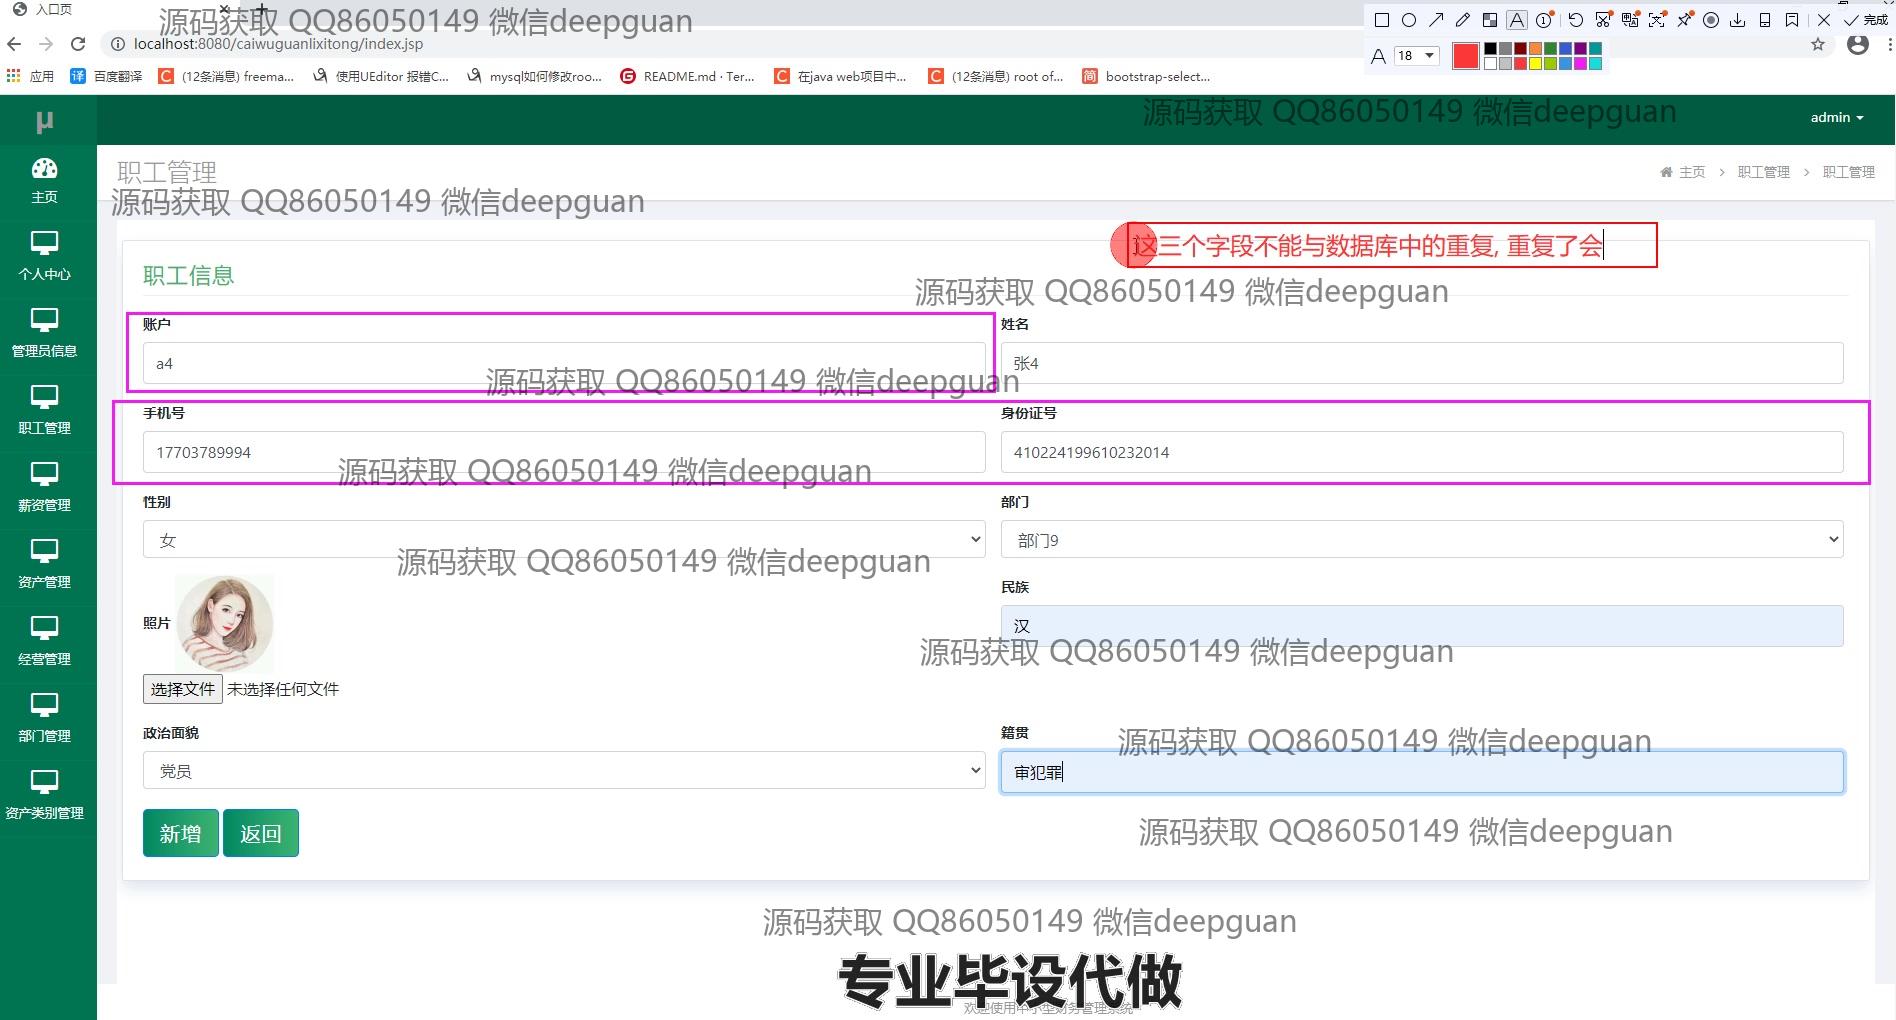 入口页
源码获取 QQ86050149 微信deepguan
完成
localhost:8080/caiwuguanlixitong/index.jsp
A 18
应用 百度翻译 (12条消息) freema... 使用UEditor 报错C... mysql如何修改roo... README.md · Ter... 在java web项目中... (12条消息) root of... bootstrap-select...
μ
源码获取 QQ86050149 微信deepguan
admin
主页
职工管理
主页 > 职工管理 > 职工管理
源码获取 QQ86050149 微信deepguan
这三个字段不能与数据库中的重复, 重复了会
个人中心
职工信息
源码获取 QQ86050149 微信deepguan
账户
姓名
管理员信息
a4
张4
源码获取 QQ86050149 微信deepguan
手机号
身份证号
职工管理
17703789994
410224199610232014
源码获取 QQ86050149 微信deepguan
性别
部门
薪资管理
女
部门9
源码获取 QQ86050149 微信deepguan
资产管理
民族
照片
汉
源码获取 QQ86050149 微信deepguan
经营管理
选择文件 未选择任何文件
部门管理
政治面貌
籍贯
源码获取 QQ86050149 微信deepguan
党员
审犯罪
资产类别管理
新增 返回
源码获取 QQ86050149 微信deepguan
源码获取 QQ86050149 微信deepguan
专业毕设代做
欢迎使用中小型财务管理系统